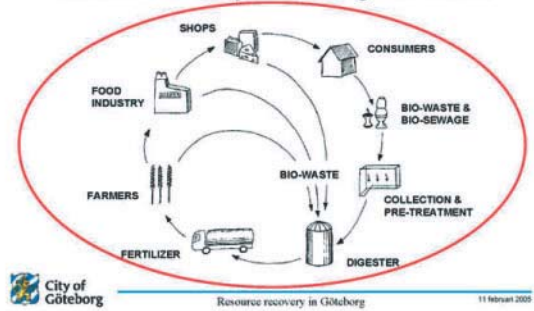 SHOPS
CONSUMERS
FOOD
INDUSTRY
BIO-WASTE &
BIO-SEWAGE
BIO-WASTE
FARMERS
COLLECTION &
PRE-TREATMENT
FERTILIZER
DIGESTER
City of
Göteborg
Resource recovery in Göteborg
11 februari 2005